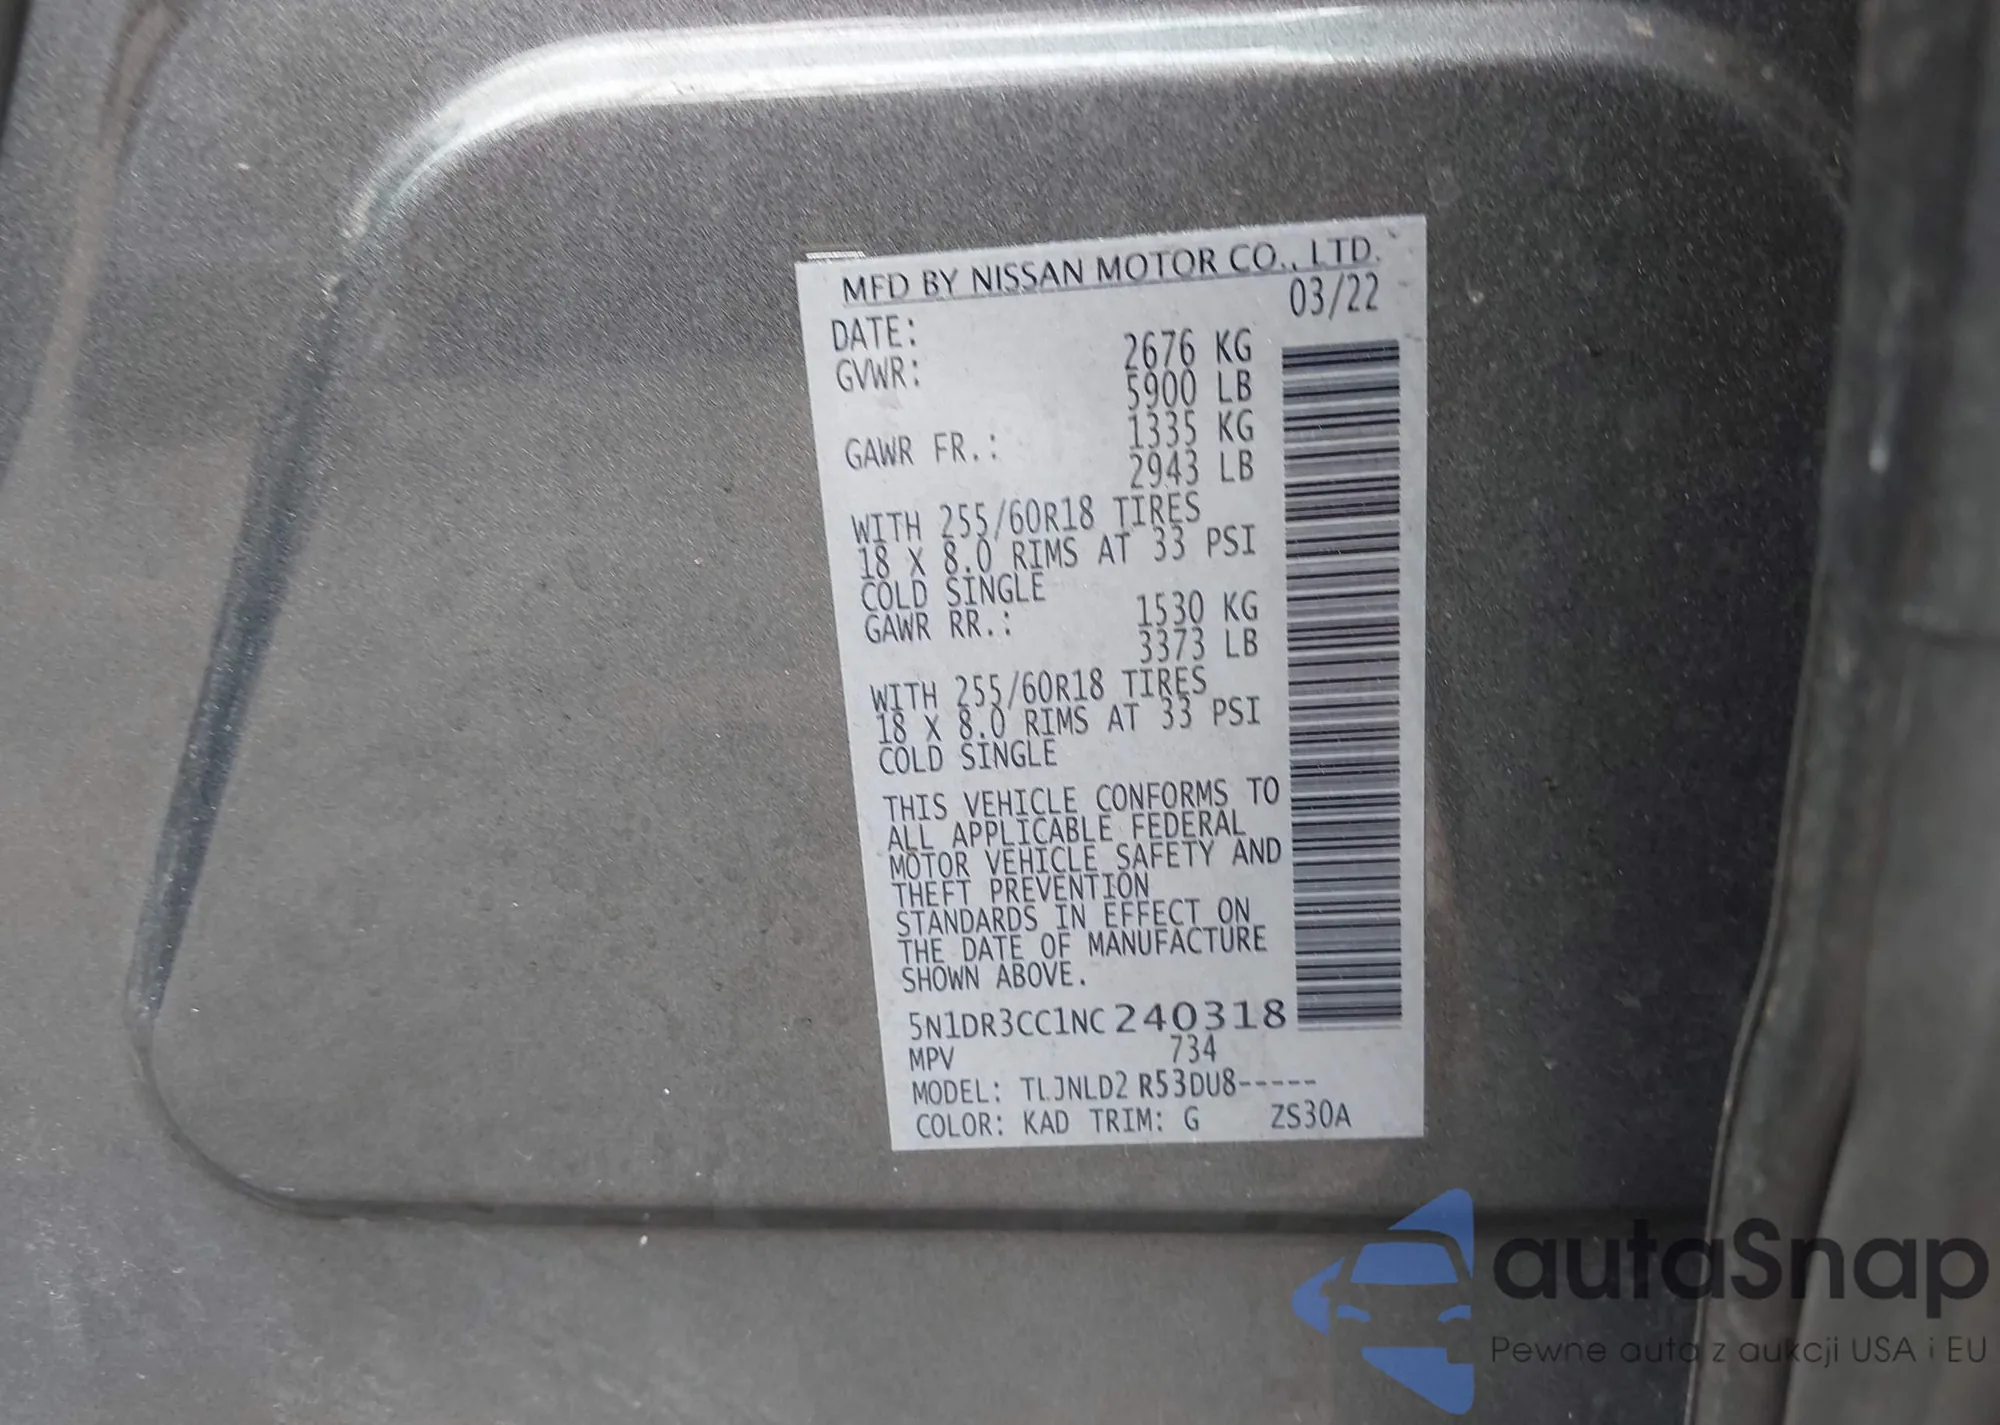 MFD BY NISSAN MOTOR CO., LTD.
DATE: 03/22
GVWR: 2676 KG
5900 LB
GAWR FR.: 1335 KG
2943 LB
WITH 255/60R18 TIRES
18 X 8.0 RIMS AT 33 PSI
COLD SINGLE
GAWR RR.: 1530 KG
3373 LB
WITH 255/60R18 TIRES
18 X 8.0 RIMS AT 33 PSI
COLD SINGLE
THIS VEHICLE CONFORMS TO
ALL APPLICABLE FEDERAL
MOTOR VEHICLE SAFETY AND
THEFT PREVENTION
STANDARDS IN EFFECT ON
THE DATE OF MANUFACTURE
SHOWN ABOVE.
5N1DR3CC1NC240318
MPV 734
MODEL: TLJNLD2 R53DU8-----
COLOR: KAD TRIM: G ZS30A
autaSnap
Pewne auta z aukcji USA i EU